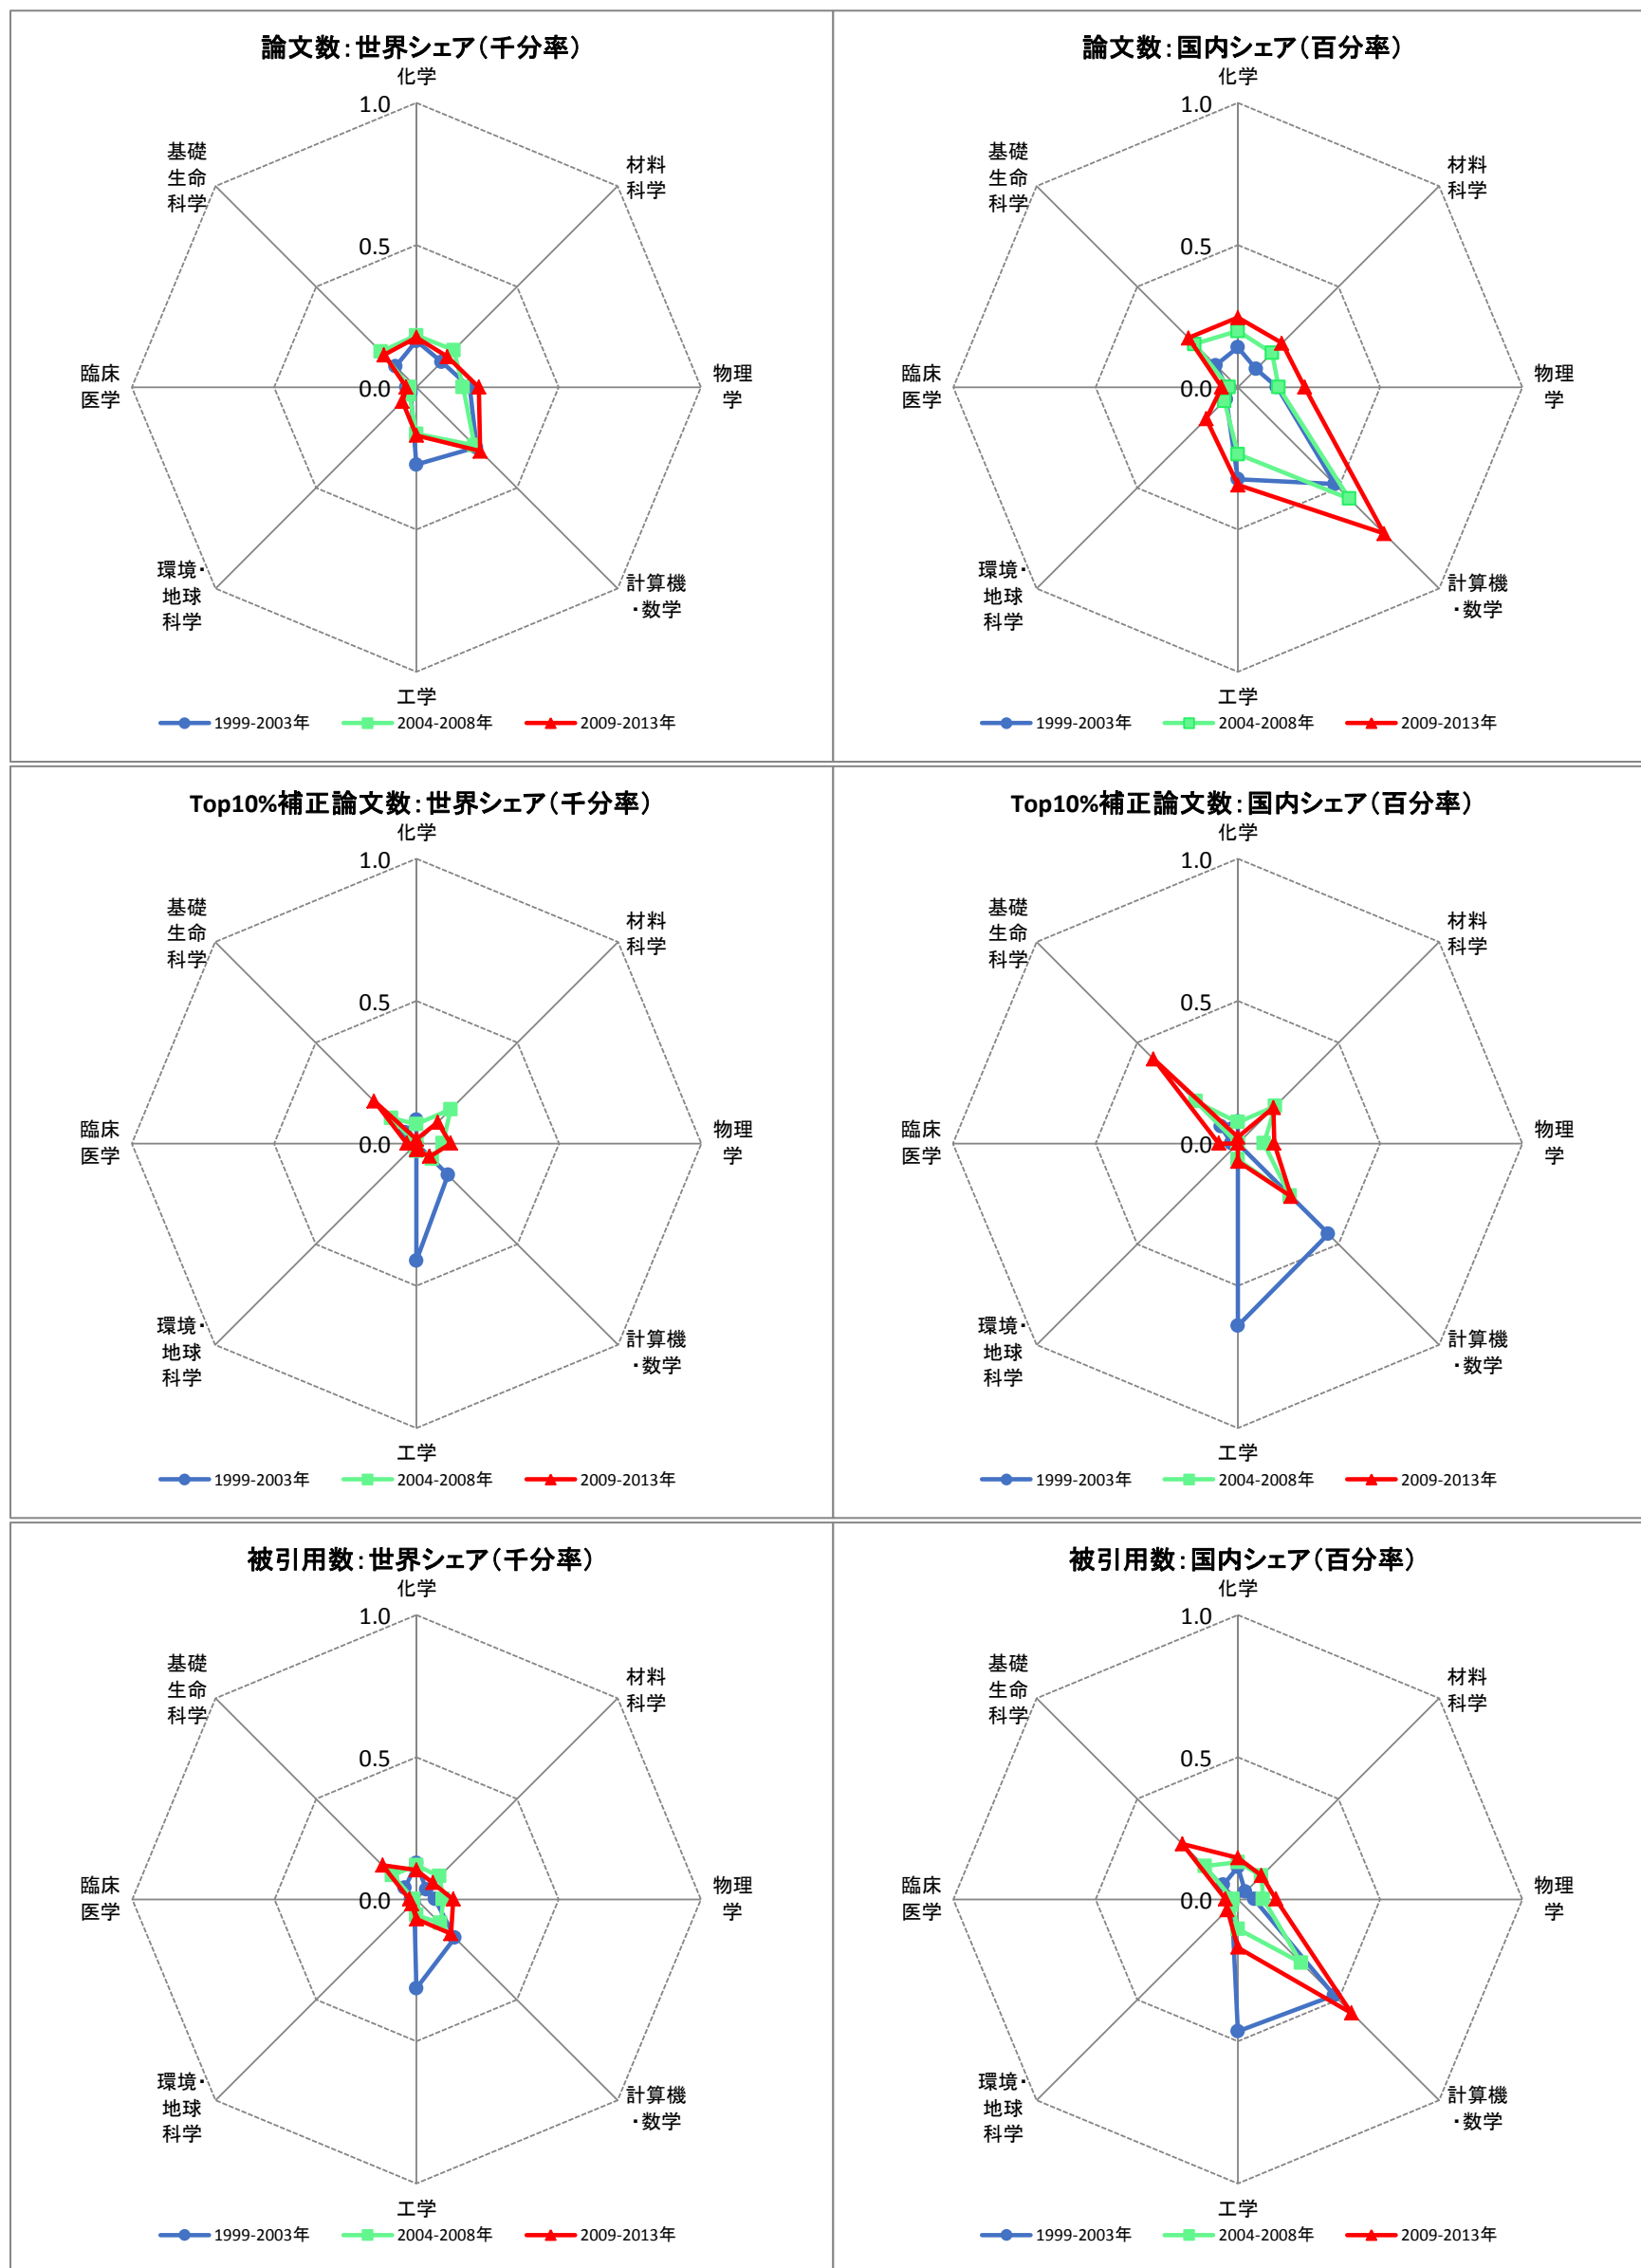 論文数：世界シェア（千分率）
化学
1.0
基礎
生命
科学
材料
科学
0.5
臨床
医学
0.0
物理
学
環境・
地球
科学
計算機
・数学
工学
1999-2003年 2004-2008年 2009-2013年
論文数：国内シェア（百分率）
化学
1.0
基礎
生命
科学
材料
科学
0.5
臨床
医学
0.0
物理
学
環境・
地球
科学
計算機
・数学
工学
1999-2003年 2004-2008年 2009-2013年
Top10%補正論文数：世界シェア（千分率）
化学
1.0
基礎
生命
科学
材料
科学
0.5
臨床
医学
0.0
物理
学
環境・
地球
科学
計算機
・数学
工学
1999-2003年 2004-2008年 2009-2013年
Top10%補正論文数：国内シェア（百分率）
化学
1.0
基礎
生命
科学
材料
科学
0.5
臨床
医学
0.0
物理
学
環境・
地球
科学
計算機
・数学
工学
1999-2003年 2004-2008年 2009-2013年
被引用数：世界シェア（千分率）
化学
1.0
基礎
生命
科学
材料
科学
0.5
臨床
医学
0.0
物理
学
環境・
地球
科学
計算機
・数学
工学
1999-2003年 2004-2008年 2009-2013年
被引用数：国内シェア（百分率）
化学
1.0
基礎
生命
科学
材料
科学
0.5
臨床
医学
0.0
物理
学
環境・
地球
科学
計算機
・数学
工学
1999-2003年 2004-2008年 2009-2013年